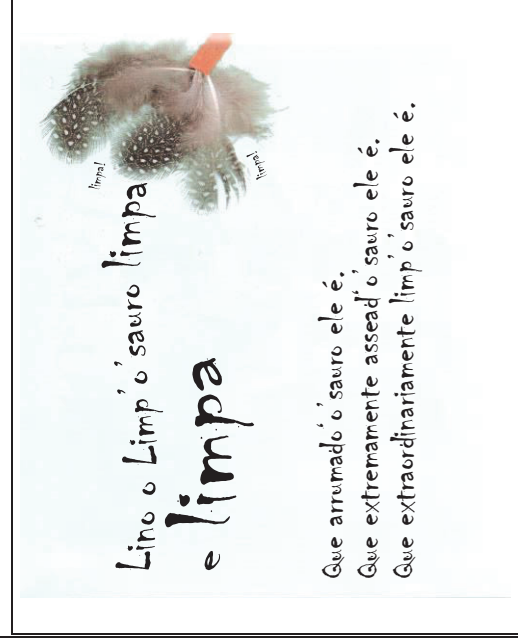 Lino o Limp'o'sauro limpa
limpa!
e limpa
limpa!
Que arrumado'o'sauro ele é.
Que extremamente assead'o'sauro ele é.
Que extraordinariamente limp'o'sauro ele é.